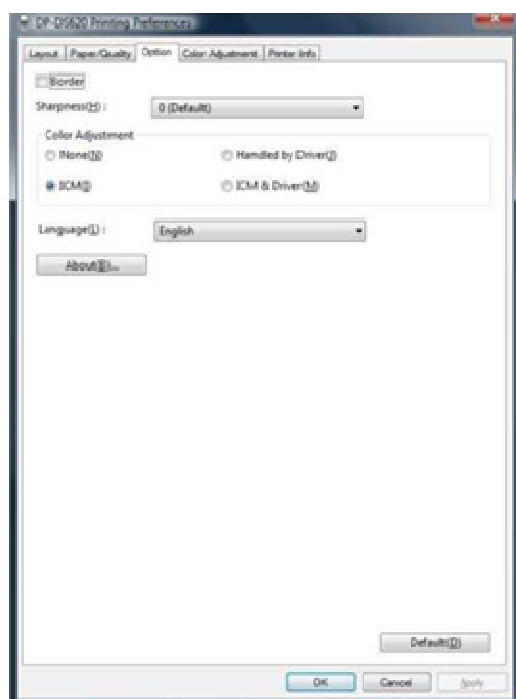 DP-DS620 Printing Preferences
Layout Paper/Quality Option Color Adjustment Printer Info
Border
Sharpness(H) : 0 (Default)
Color Adjustment
None(N) Handled by Driver(J)
ICM(I) ICM & Driver(M)
Language(L) : English
About(B)...
Default(D)
OK Cancel Apply